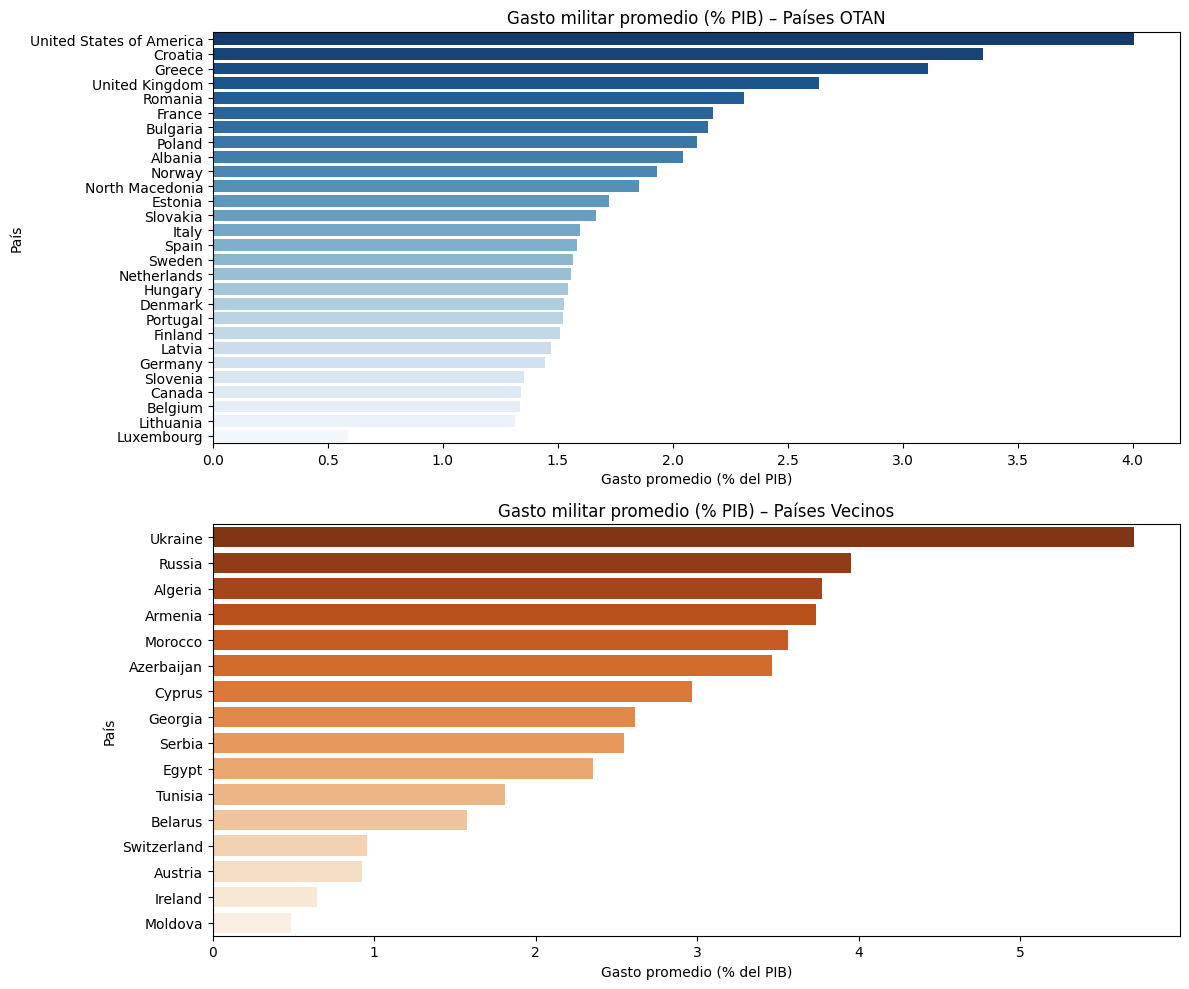 Gasto militar promedio (% PIB) – Países OTAN
País
United States of America
Croatia
Greece
United Kingdom
Romania
France
Bulgaria
Poland
Albania
Norway
North Macedonia
Estonia
Slovakia
Italy
Spain
Sweden
Netherlands
Hungary
Denmark
Portugal
Finland
Latvia
Germany
Slovenia
Canada
Belgium
Lithuania
Luxembourg
0.0 0.5 1.0 1.5 2.0 2.5 3.0 3.5 4.0
Gasto promedio (% del PIB)
Gasto militar promedio (% PIB) – Países Vecinos
País
Ukraine
Russia
Algeria
Armenia
Morocco
Azerbaijan
Cyprus
Georgia
Serbia
Egypt
Tunisia
Belarus
Switzerland
Austria
Ireland
Moldova
0 1 2 3 4 5
Gasto promedio (% del PIB)